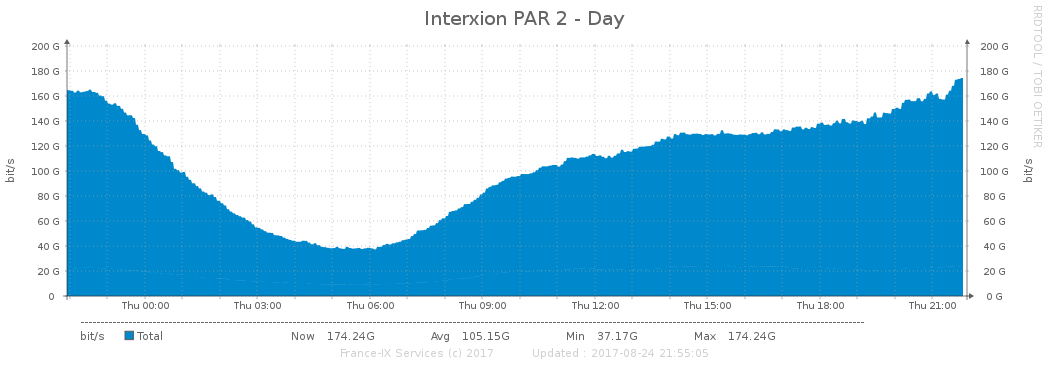 Interxion PAR 2 - Day
RRDTOOL / TOBI OETIKER
200 G 200 G
180 G 180 G
160 G 160 G
140 G 140 G
120 G 120 G
100 G 100 G
80 G 80 G
60 G 60 G
40 G 40 G
20 G 20 G
0 0 G
bit/s bit/s
Thu 00:00 Thu 03:00 Thu 06:00 Thu 09:00 Thu 12:00 Thu 15:00 Thu 18:00 Thu 21:00
bit/s Total Now 174.24G Avg 105.15G Min 37.17G Max 174.24G
France-IX Services (c) 2017 Updated : 2017-08-24 21:55:05